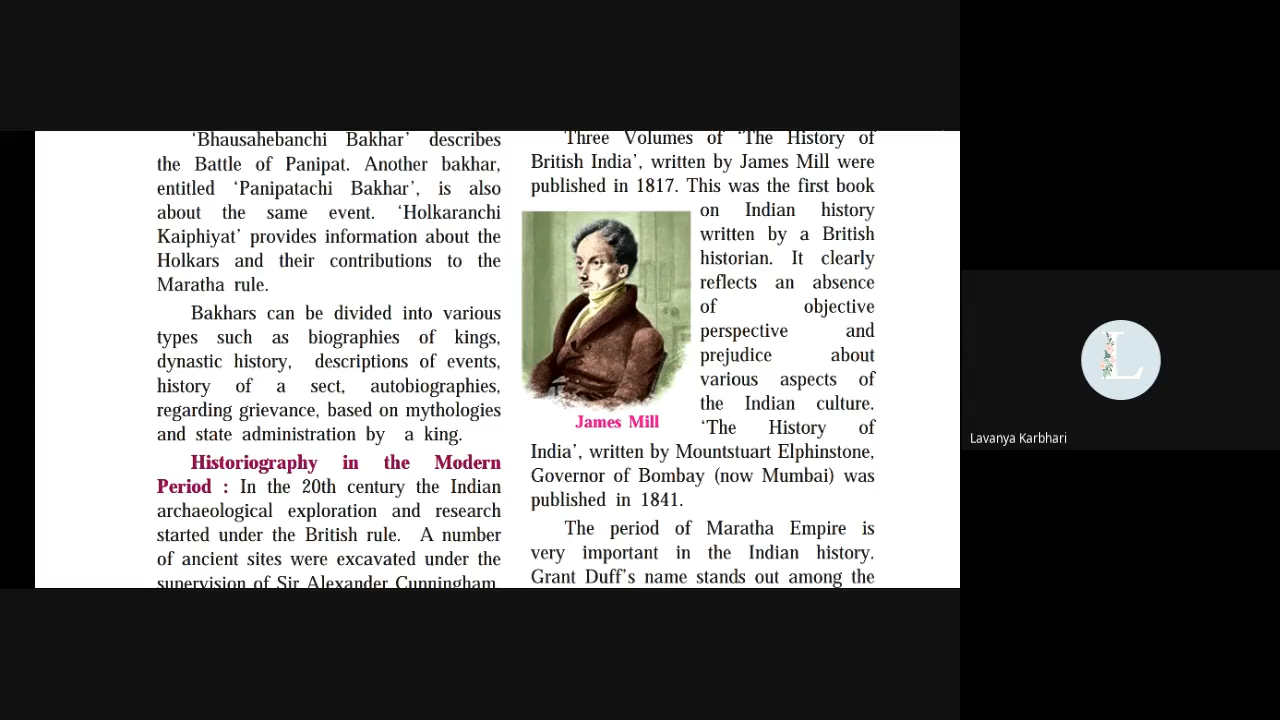 ‘Bhausahebanchi Bakhar’ describes
the Battle of Panipat. Another bakhar,
entitled ‘Panipatachi Bakhar’, is also
about the same event. ‘Holkaranchi
Kaiphiyat’ provides information about the
Holkars and their contributions to the
Maratha rule.
Bakhars can be divided into various
types such as biographies of kings,
dynastic history, descriptions of events,
history of a sect, autobiographies,
regarding grievance, based on mythologies
and state administration by a king.
Historiography in the Modern
Period : In the 20th century the Indian
archaeological exploration and research
started under the British rule. A number
of ancient sites were excavated under the
supervision of Sir Alexander Cunningham,
Three Volumes of ‘The History of
British India’, written by James Mill were
published in 1817. This was the first book
on Indian history
written by a British
historian. It clearly
reflects an absence
of objective
perspective and
prejudice about
various aspects of
the Indian culture.
‘The History of
India’, written by Mountstuart Elphinstone,
Governor of Bombay (now Mumbai) was
published in 1841.
The period of Maratha Empire is
very important in the Indian history.
Grant Duff’s name stands out among the
James Mill
L
Lavanya Karbhari